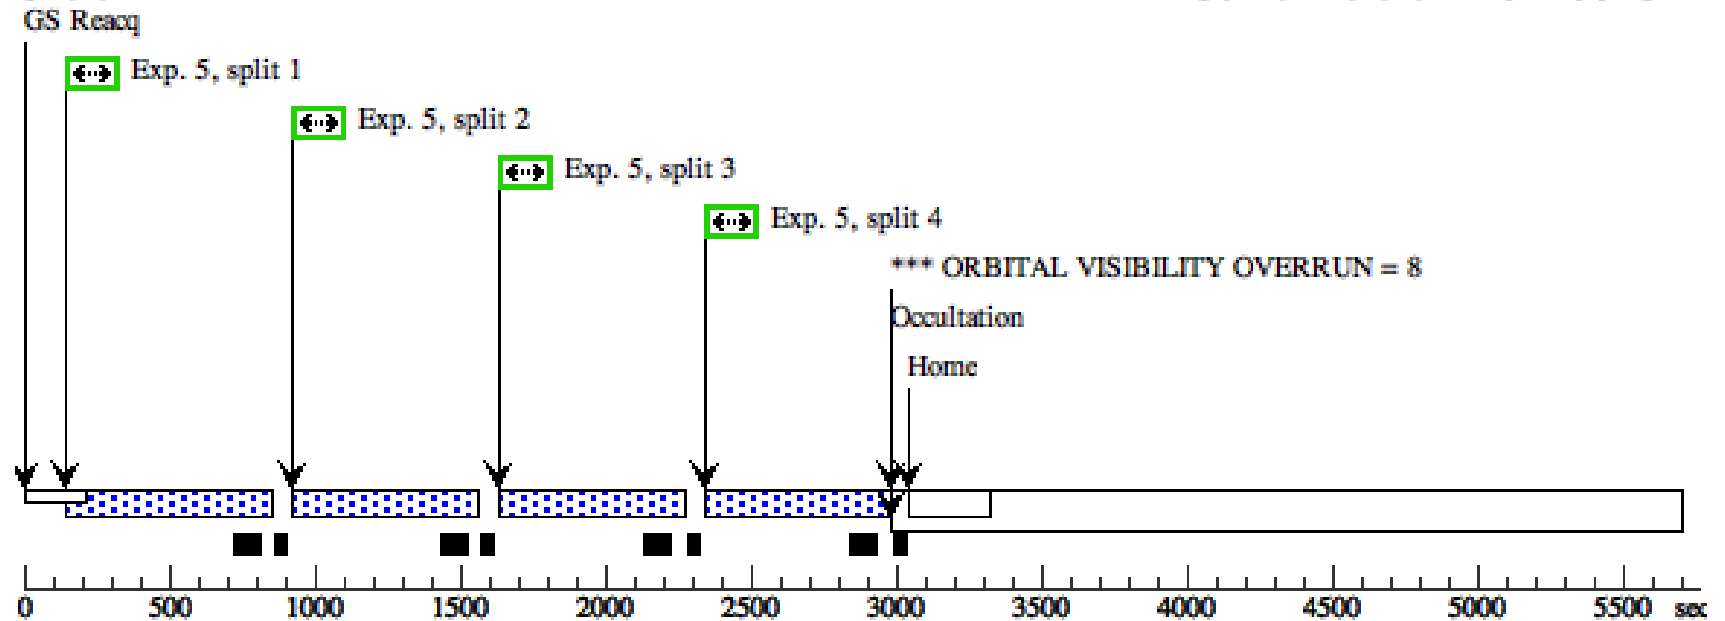 GS Reacq
Exp. 5, split 1
Exp. 5, split 2
Exp. 5, split 3
Exp. 5, split 4
*** ORBITAL VISIBILITY OVERRUN = 8
Occultation
Home
0 500 1000 1500 2000 2500 3000 3500 4000 4500 5000 5500 sec